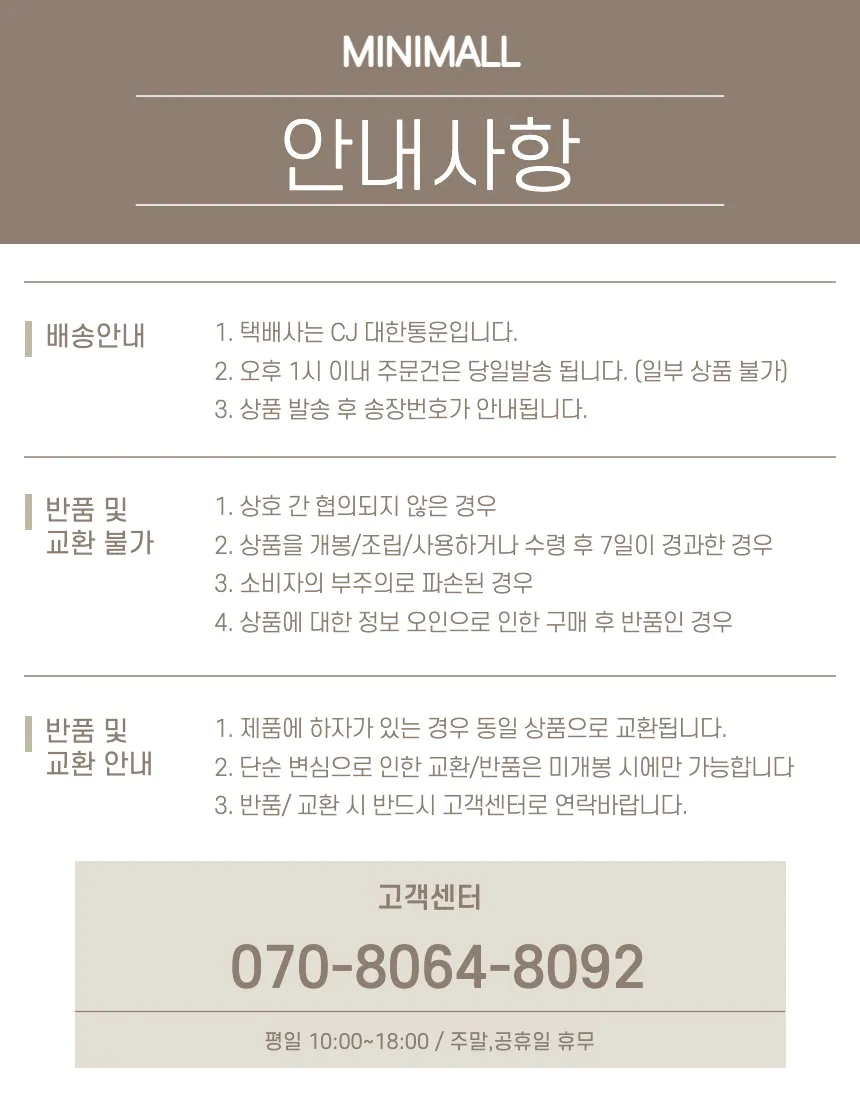 MINIMALL
안내사항
배송안내
1. 택배사는 CJ 대한통운입니다.
2. 오후 1시 이내 주문건은 당일발송 됩니다. (일부 상품 불가)
3. 상품 발송 후 송장번호가 안내됩니다.
반품 및
교환 불가
1. 상호 간 협의되지 않은 경우
2. 상품을 개봉/조립/사용하거나 수령 후 7일이 경과한 경우
3. 소비자의 부주의로 파손된 경우
4. 상품에 대한 정보 오인으로 인한 구매 후 반품인 경우
반품 및
교환 안내
1. 제품에 하자가 있는 경우 동일 상품으로 교환됩니다.
2. 단순 변심으로 인한 교환/반품은 미개봉 시에만 가능합니다
3. 반품/ 교환 시 반드시 고객센터로 연락바랍니다.
고객센터
070-8064-8092
평일 10:00~18:00 / 주말,공휴일 휴무